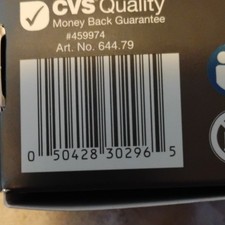 CVS Quality
Money Back Guarantee
#459974
Art. No. 644.79
0 50428 30296 5